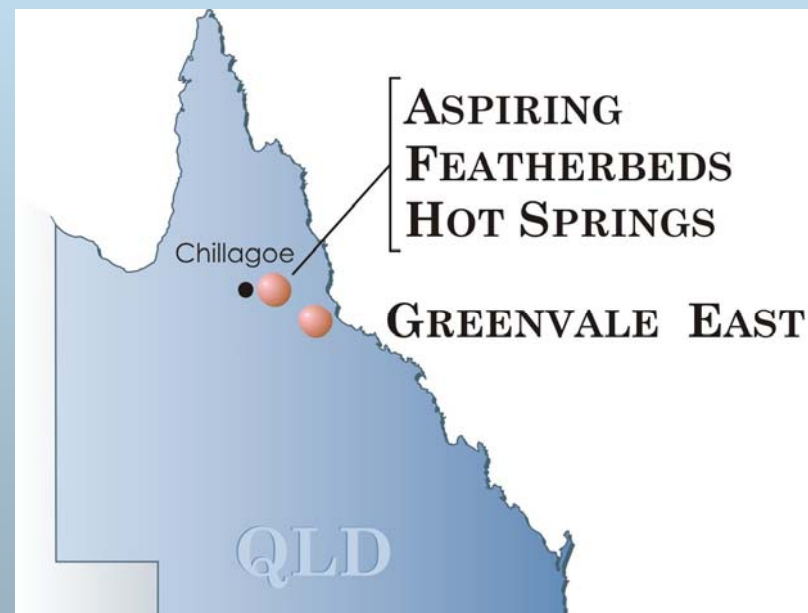 ASPIRING
FEATHERBEDS
HOT SPRINGS
Chillagoe
GREENVALE EAST
QLD